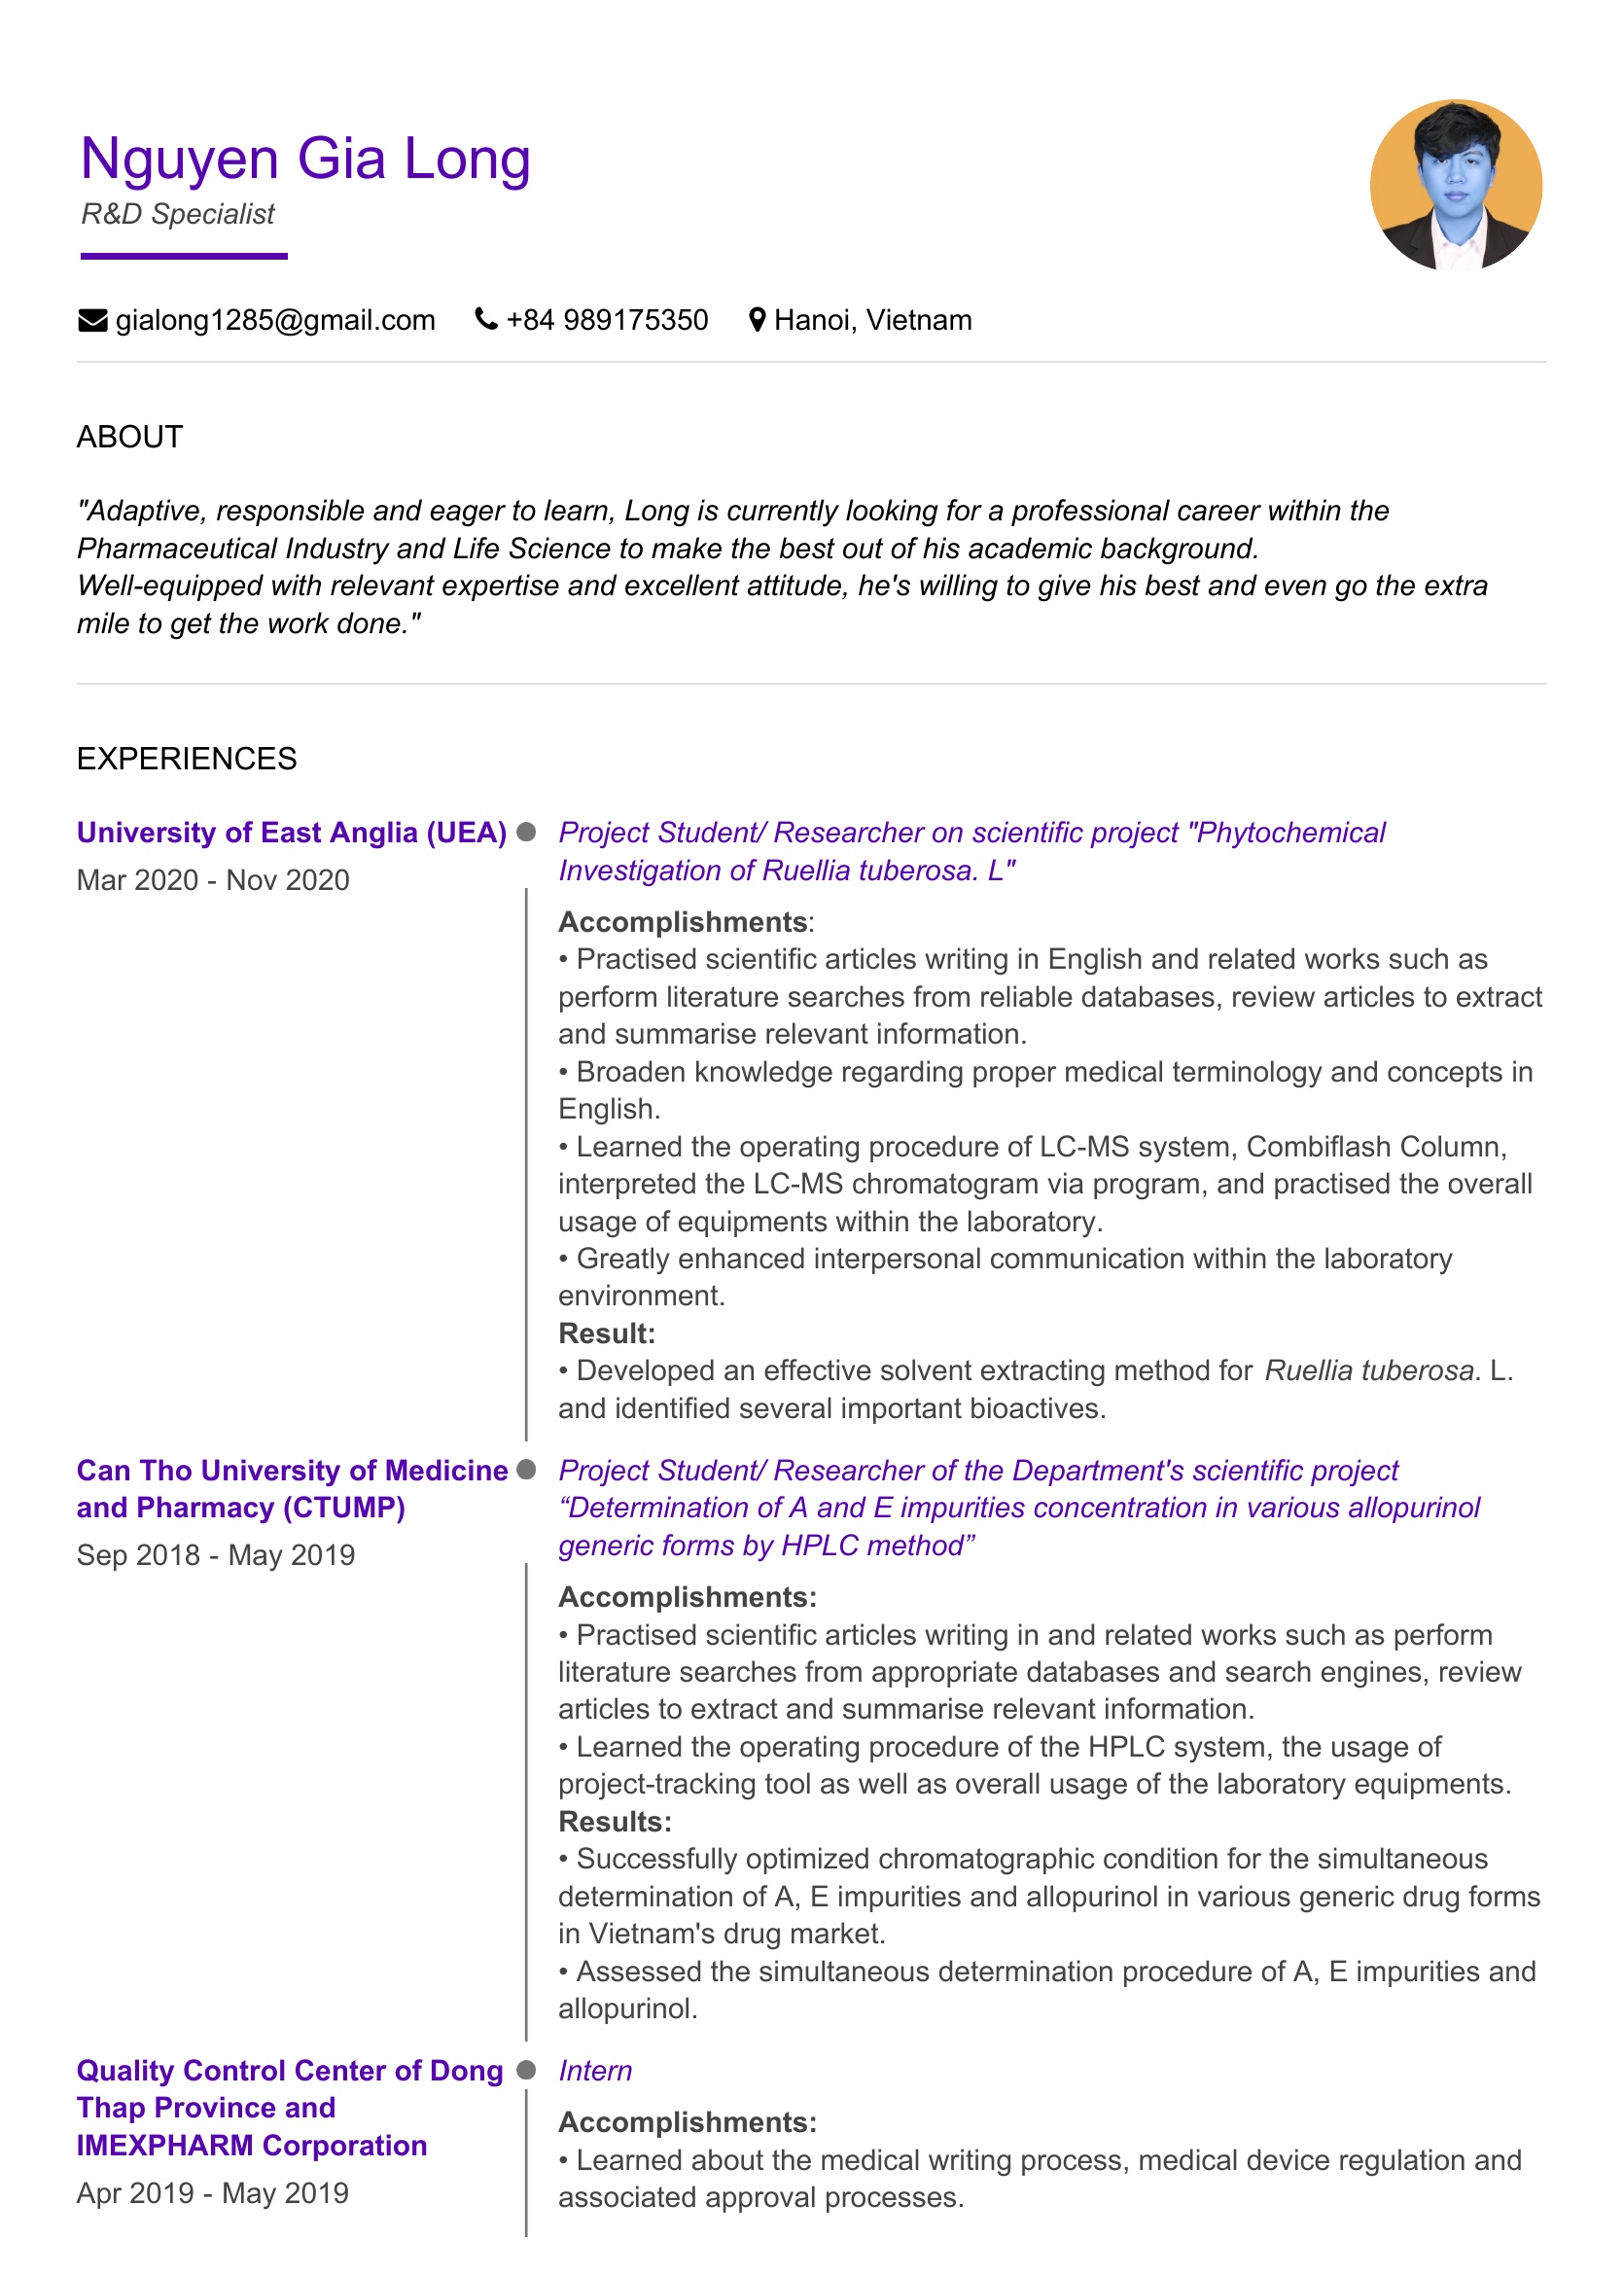 Nguyen Gia Long
R&D Specialist
gialong1285@gmail.com +84 989175350 Hanoi, Vietnam
ABOUT
"Adaptive, responsible and eager to learn, Long is currently looking for a professional career within the
Pharmaceutical Industry and Life Science to make the best out of his academic background.
Well-equipped with relevant expertise and excellent attitude, he's willing to give his best and even go the extra
mile to get the work done."
EXPERIENCES
University of East Anglia (UEA)
Mar 2020 - Nov 2020
Project Student/ Researcher on scientific project "Phytochemical
Investigation of Ruellia tuberosa. L"
Accomplishments:
• Practised scientific articles writing in English and related works such as
perform literature searches from reliable databases, review articles to extract
and summarise relevant information.
• Broaden knowledge regarding proper medical terminology and concepts in
English.
• Learned the operating procedure of LC-MS system, Combiflash Column,
interpreted the LC-MS chromatogram via program, and practised the overall
usage of equipments within the laboratory.
• Greatly enhanced interpersonal communication within the laboratory
environment.
Result:
• Developed an effective solvent extracting method for Ruellia tuberosa. L.
and identified several important bioactives.
Can Tho University of Medicine
and Pharmacy (CTUMP)
Sep 2018 - May 2019
Project Student/ Researcher of the Department's scientific project
“Determination of A and E impurities concentration in various allopurinol
generic forms by HPLC method”
Accomplishments:
• Practised scientific articles writing in and related works such as perform
literature searches from appropriate databases and search engines, review
articles to extract and summarise relevant information.
• Learned the operating procedure of the HPLC system, the usage of
project-tracking tool as well as overall usage of the laboratory equipments.
Results:
• Successfully optimized chromatographic condition for the simultaneous
determination of A, E impurities and allopurinol in various generic drug forms
in Vietnam's drug market.
• Assessed the simultaneous determination procedure of A, E impurities and
allopurinol.
Quality Control Center of Dong
Thap Province and
IMEXPHARM Corporation
Apr 2019 - May 2019
Intern
Accomplishments:
• Learned about the medical writing process, medical device regulation and
associated approval processes.